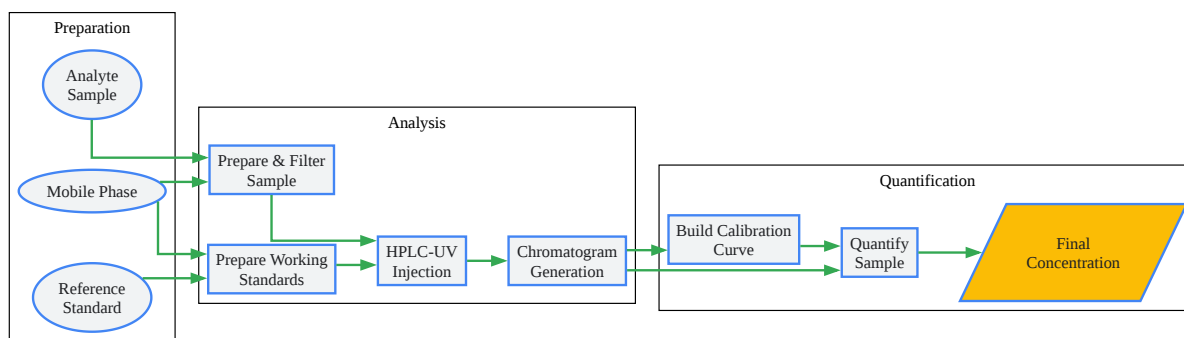 Preparation
Analyte
Sample
Mobile Phase
Reference
Standard
Analysis
Prepare & Filter
Sample
Prepare Working
Standards
HPLC-UV
Injection
Chromatogram
Generation
Quantification
Build Calibration
Curve
Quantify
Sample
Final
Concentration